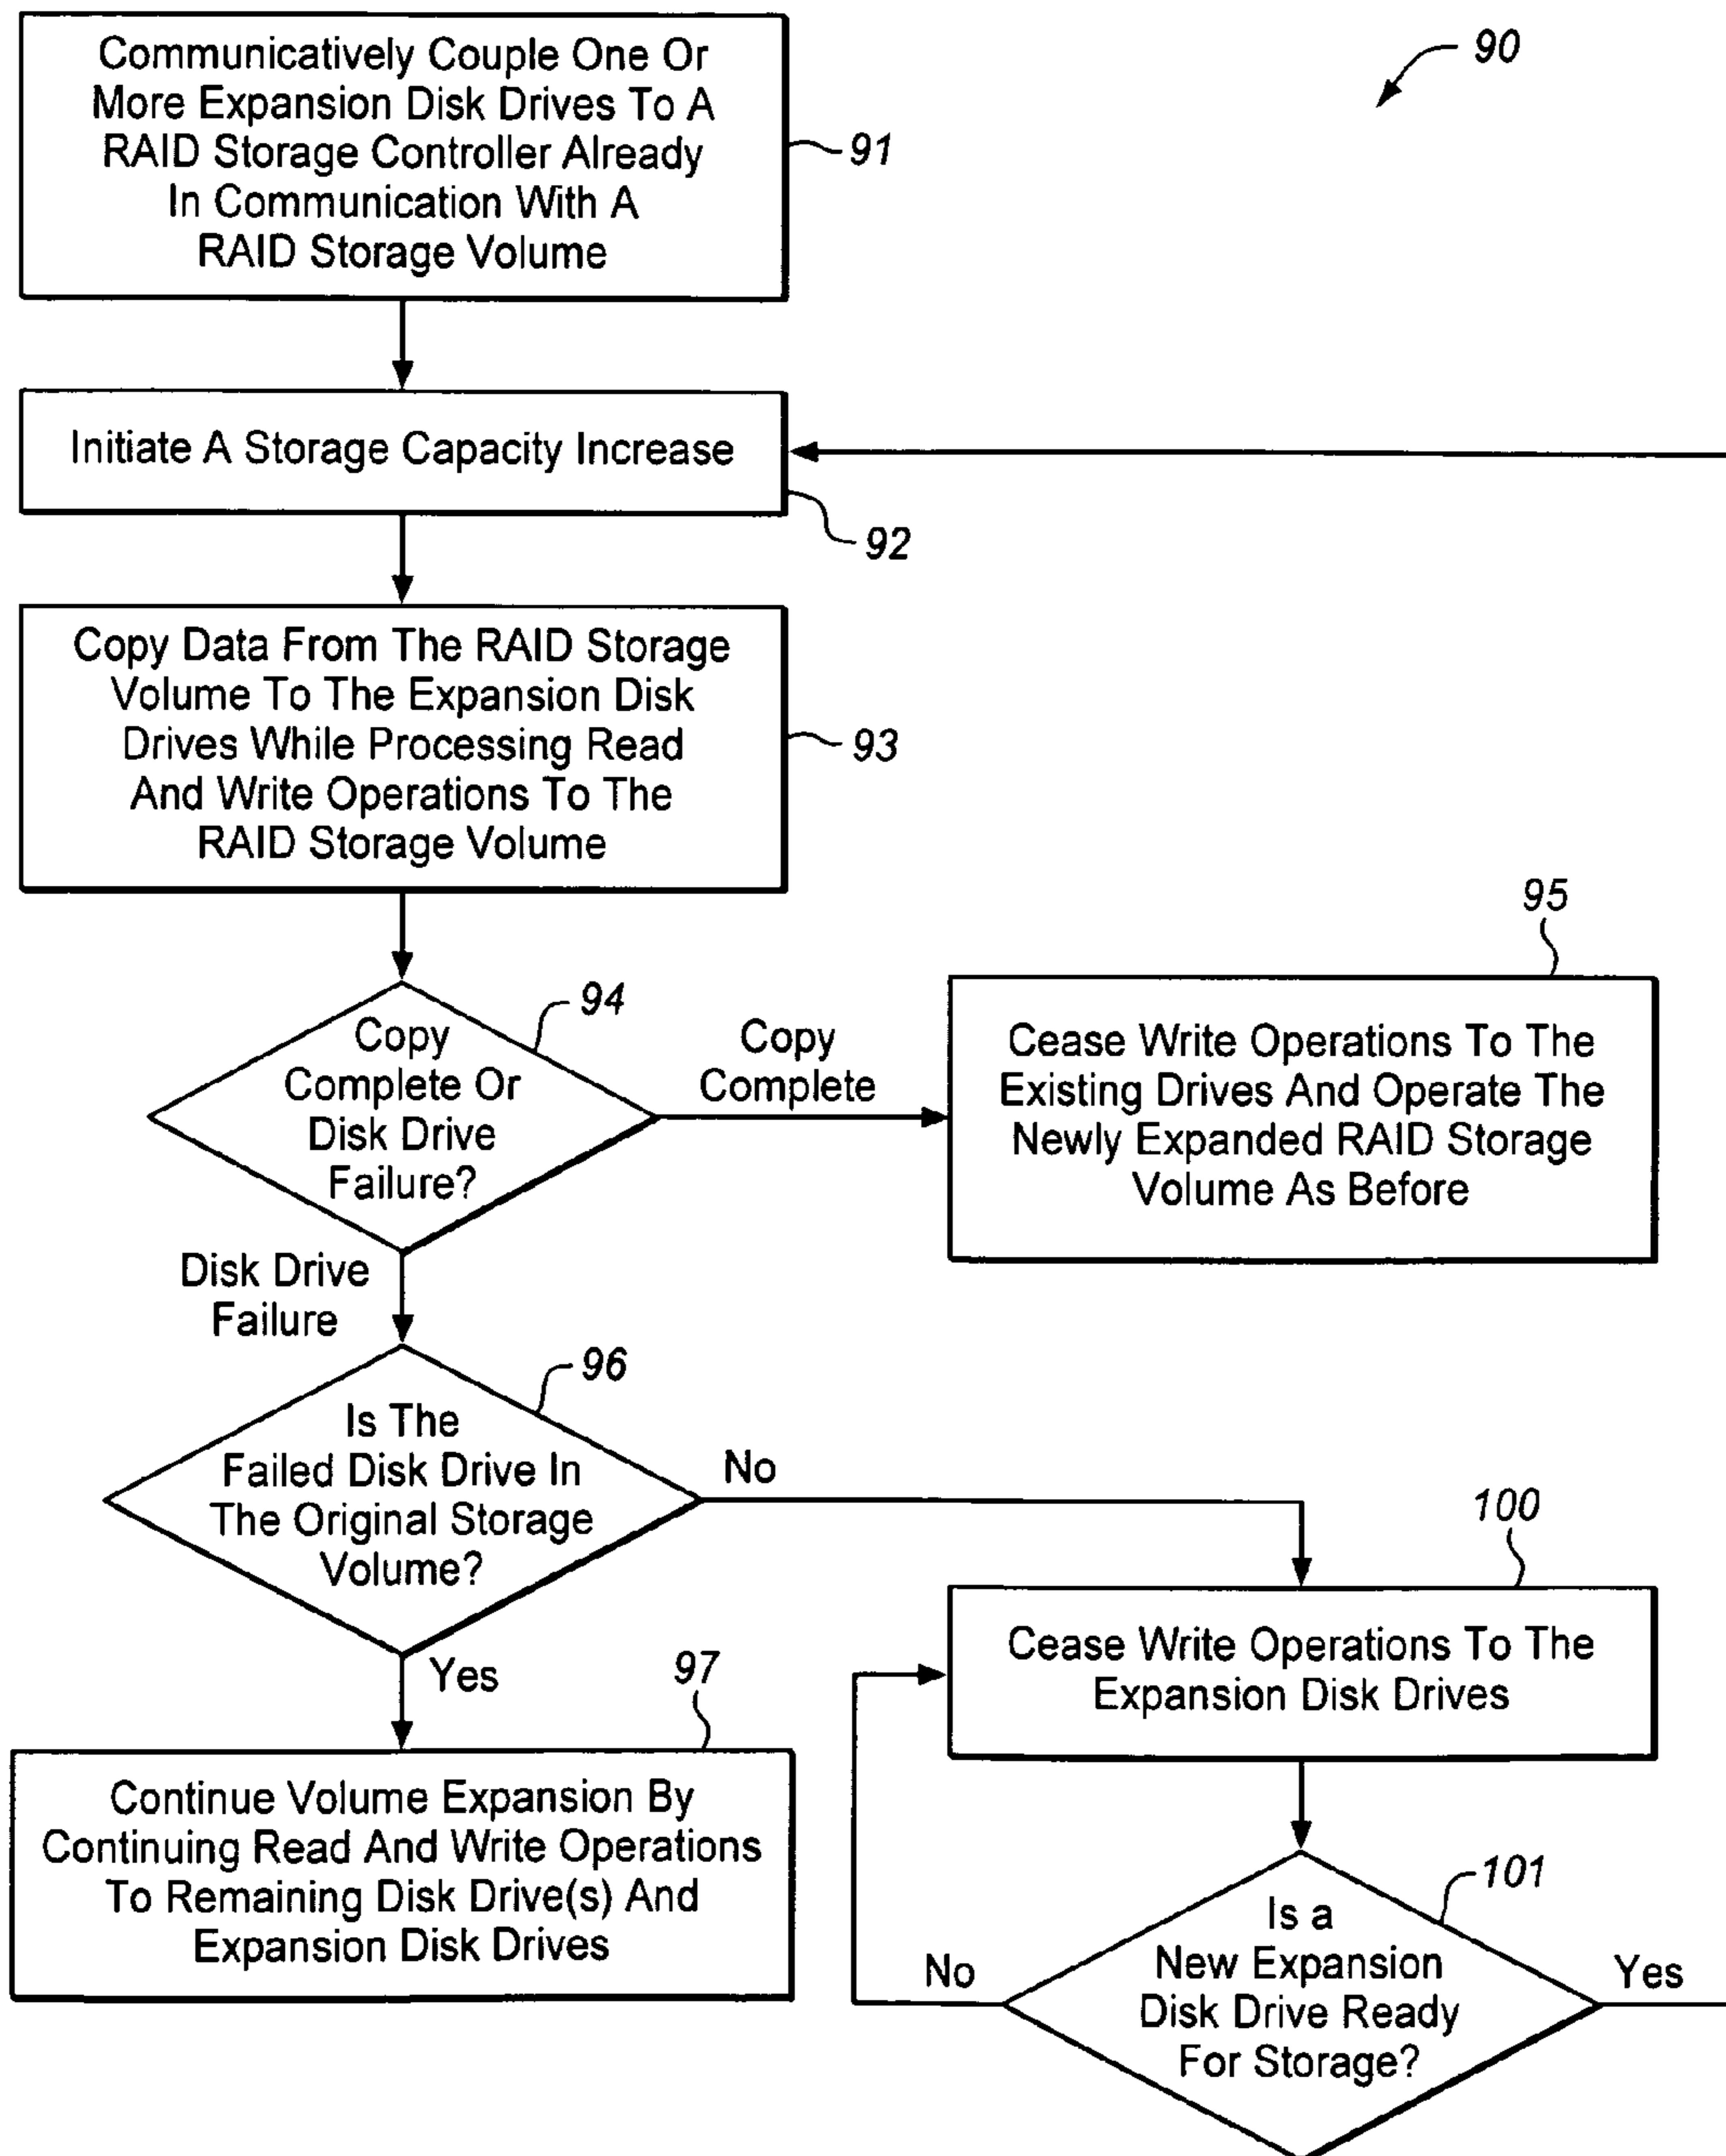 90
Communicatively Couple One Or
More Expansion Disk Drives To A
RAID Storage Controller Already
In Communication With A
RAID Storage Volume
91
Initiate A Storage Capacity Increase
92
Copy Data From The RAID Storage
Volume To The Expansion Disk
Drives While Processing Read
And Write Operations To The
RAID Storage Volume
93
94
Copy
Complete Or
Disk Drive
Failure?
Copy
Complete
95
Cease Write Operations To The
Existing Drives And Operate The
Newly Expanded RAID Storage
Volume As Before
Disk Drive
Failure
96
Is The
Failed Disk Drive In
The Original Storage
Volume?
No
Yes
97
Continue Volume Expansion By
Continuing Read And Write Operations
To Remaining Disk Drive(s) And
Expansion Disk Drives
100
Cease Write Operations To The
Expansion Disk Drives
101
Is a
New Expansion
Disk Drive Ready
For Storage?
No
Yes